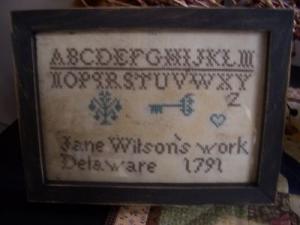 ABCDEFGHIJKLM
NOPQRSTUVWXY
Z
Jane Wilson's work
Delaware 1791